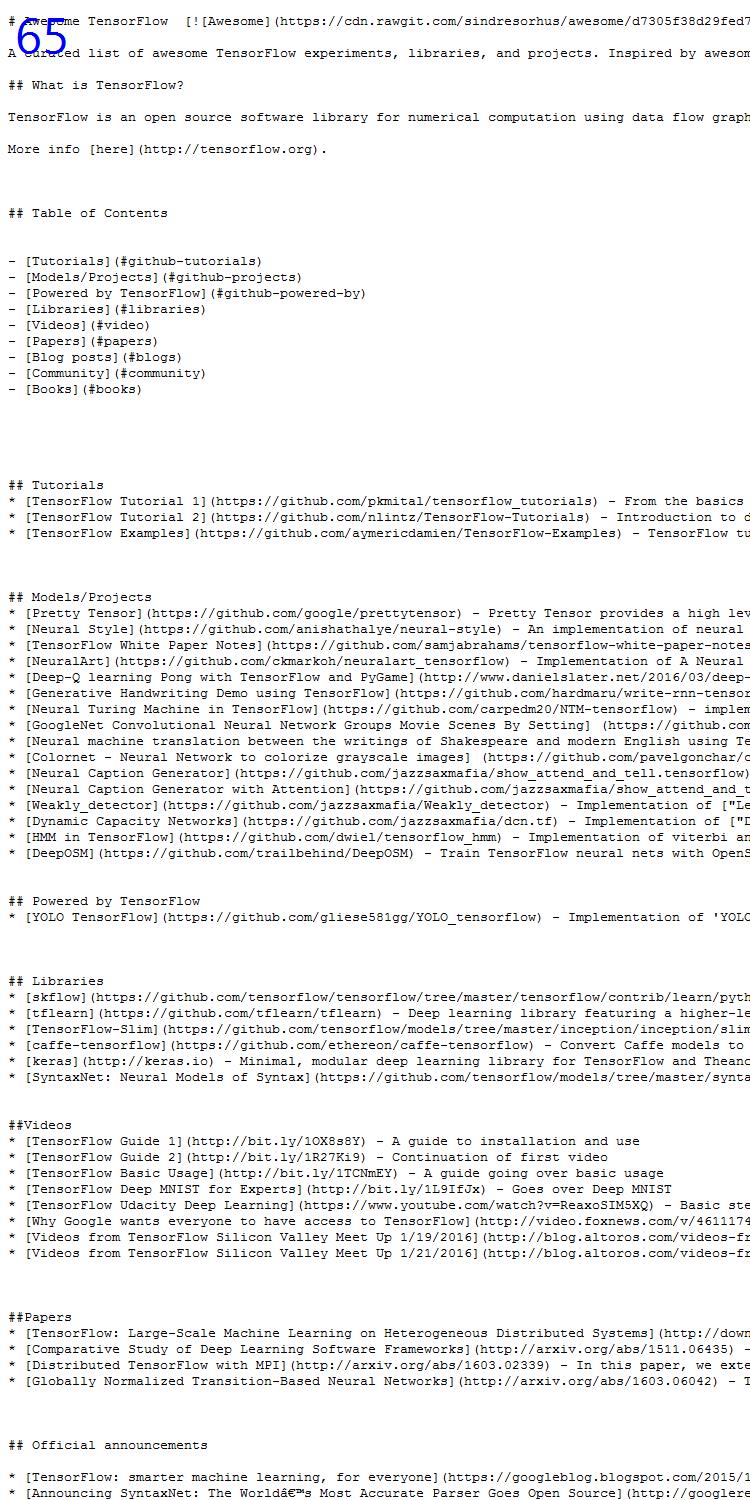 # Awesome TensorFlow  [![Awesome](https://cdn.rawgit.com/sindresorhus/awesome/d7305f38d29fed7
65
A curated list of awesome TensorFlow experiments, libraries, and projects. Inspired by awesom
## What is TensorFlow?
TensorFlow is an open source software library for numerical computation using data flow graph
More info [here](http://tensorflow.org).
## Table of Contents
- [Tutorials](#github-tutorials)
- [Models/Projects](#github-projects)
- [Powered by TensorFlow](#github-powered-by)
- [Libraries](#libraries)
- [Videos](#video)
- [Papers](#papers)
- [Blog posts](#blogs)
- [Community](#community)
- [Books](#books)
## Tutorials
* [TensorFlow Tutorial 1](https://github.com/pkmital/tensorflow_tutorials) - From the basics
* [TensorFlow Tutorial 2](https://github.com/nlintz/TensorFlow-Tutorials) - Introduction to d
* [TensorFlow Examples](https://github.com/aymericdamien/TensorFlow-Examples) - TensorFlow tu
## Models/Projects
* [Pretty Tensor](https://github.com/google/prettytensor) - Pretty Tensor provides a high lev
* [Neural Style](https://github.com/anishathalye/neural-style) - An implementation of neural
* [TensorFlow White Paper Notes](https://github.com/samjabrahams/tensorflow-white-paper-notes
* [NeuralArt](https://github.com/ckmarkoh/neuralart_tensorflow) - Implementation of A Neural
* [Deep-Q learning Pong with TensorFlow and PyGame](http://www.danielslater.net/2016/03/deep-
* [Generative Handwriting Demo using TensorFlow](https://github.com/hardmaru/write-rnn-tensor
* [Neural Turing Machine in TensorFlow](https://github.com/carpedm20/NTM-tensorflow) - implem
* [GoogleNet Convolutional Neural Network Groups Movie Scenes By Setting] (https://github.com
* [Neural machine translation between the writings of Shakespeare and modern English using Te
* [Colornet - Neural Network to colorize grayscale images] (https://github.com/pavelgonchar/c
* [Neural Caption Generator](https://github.com/jazzsaxmafia/show_attend_and_tell.tensorflow)
* [Neural Caption Generator with Attention](https://github.com/jazzsaxmafia/show_attend_and_t
* [Weakly_detector](https://github.com/jazzsaxmafia/Weakly_detector) - Implementation of ["Le
* [Dynamic Capacity Networks](https://github.com/jazzsaxmafia/dcn.tf) - Implementation of ["D
* [HMM in TensorFlow](https://github.com/dwiel/tensorflow_hmm) - Implementation of viterbi an
* [DeepOSM](https://github.com/trailbehind/DeepOSM) - Train TensorFlow neural nets with OpenS
## Powered by TensorFlow
* [YOLO TensorFlow](https://github.com/gliese581gg/YOLO_tensorflow) - Implementation of 'YOLO
## Libraries
* [skflow](https://github.com/tensorflow/tensorflow/tree/master/tensorflow/contrib/learn/pyth
* [tflearn](https://github.com/tflearn/tflearn) - Deep learning library featuring a higher-le
* [TensorFlow-Slim](https://github.com/tensorflow/models/tree/master/inception/inception/slim
* [caffe-tensorflow](https://github.com/ethereon/caffe-tensorflow) - Convert Caffe models to
* [keras](http://keras.io) - Minimal, modular deep learning library for TensorFlow and Theano
* [SyntaxNet: Neural Models of Syntax](https://github.com/tensorflow/models/tree/master/synta
##Videos
* [TensorFlow Guide 1](http://bit.ly/1OX8s8Y) - A guide to installation and use
* [TensorFlow Guide 2](http://bit.ly/1R27Ki9) - Continuation of first video
* [TensorFlow Basic Usage](http://bit.ly/1TCNmEY) - A guide going over basic usage
* [TensorFlow Deep MNIST for Experts](http://bit.ly/1L9IfJx) - Goes over Deep MNIST
* [TensorFlow Udacity Deep Learning](https://www.youtube.com/watch?v=ReaxoSIM5XQ) - Basic ste
* [Why Google wants everyone to have access to TensorFlow](http://video.foxnews.com/v/4611174
* [Videos from TensorFlow Silicon Valley Meet Up 1/19/2016](http://blog.altoros.com/videos-fr
* [Videos from TensorFlow Silicon Valley Meet Up 1/21/2016](http://blog.altoros.com/videos-fr
##Papers
* [TensorFlow: Large-Scale Machine Learning on Heterogeneous Distributed Systems](http://down
* [Comparative Study of Deep Learning Software Frameworks](http://arxiv.org/abs/1511.06435) -
* [Distributed TensorFlow with MPI](http://arxiv.org/abs/1603.02339) - In this paper, we exte
* [Globally Normalized Transition-Based Neural Networks](http://arxiv.org/abs/1603.06042) - T
## Official announcements
* [TensorFlow: smarter machine learning, for everyone](https://googleblog.blogspot.com/2015/1
* [Announcing SyntaxNet: The Worldâ€™s Most Accurate Parser Goes Open Source](http://googlere